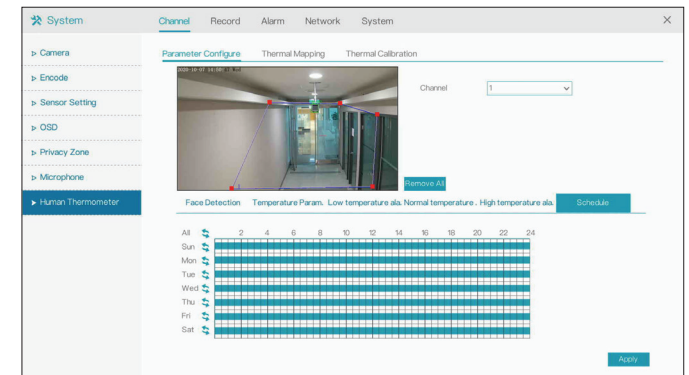 System
Channel Record Alarm Network System
Camera
Encode
Sensor Setting
OSD
Privacy Zone
Microphone
Human Thermometer
Parameter Configure Thermal Mapping Thermal Calibration
Channel 1
Remove All
Face Detection Temperature Param. Low temperature ala. Normal temperature . High temperature ala. Schedule
All 2 4 6 8 10 12 14 16 18 20 22 24
Sun
Mon
Tue
Wed
Thu
Fri
Sat
Apply